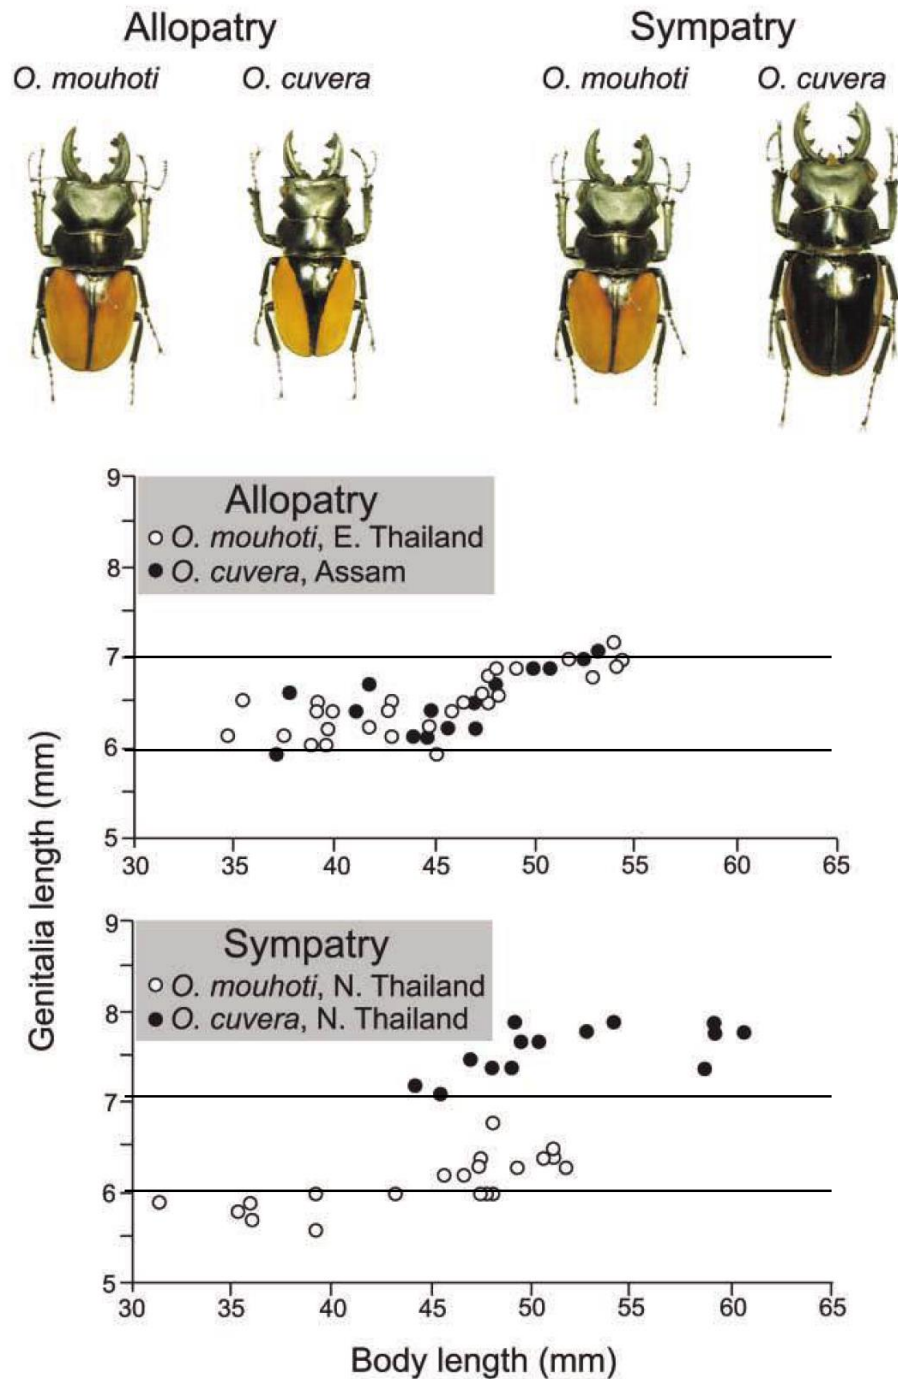 Allopatry Sympatry
O. mouhoti O. cuvera O. mouhoti O. cuvera
Genitalia length (mm)
9
8
7
6
5
Allopatry
O. mouhoti, E. Thailand
O. cuvera, Assam
30 35 40 45 50 55 60 65
9
8
7
6
5
Sympatry
O. mouhoti, N. Thailand
O. cuvera, N. Thailand
30 35 40 45 50 55 60 65
Body length (mm)